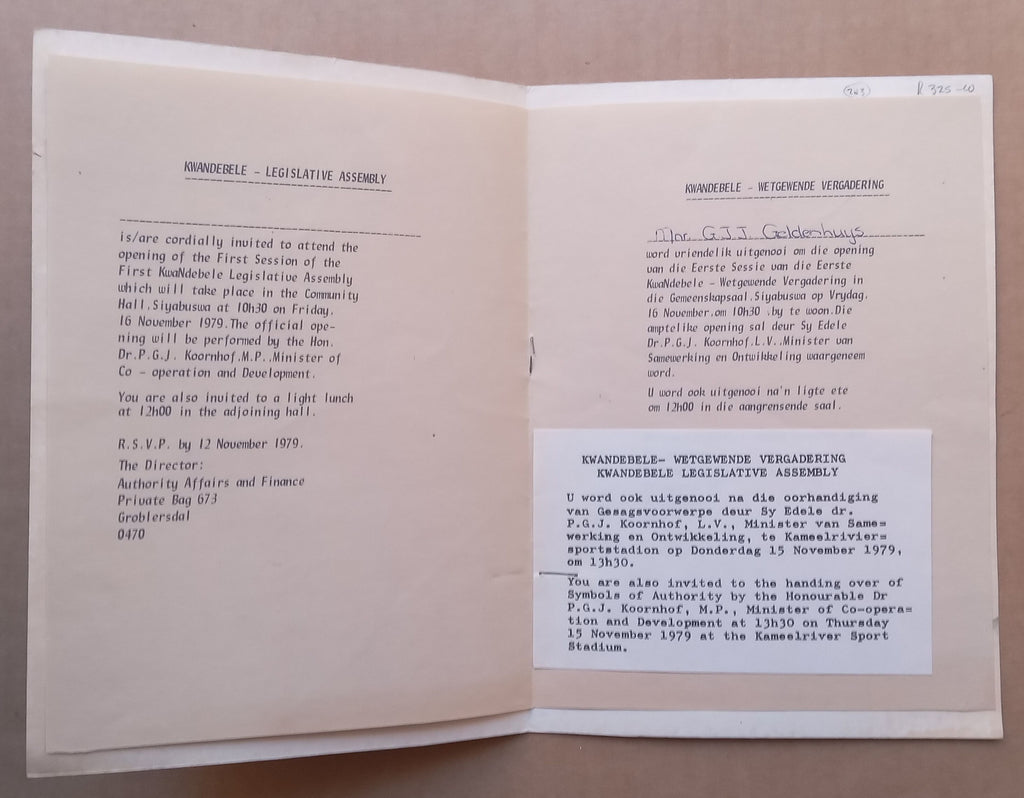 KWANDEBELE - LEGISLATIVE ASSEMBLY
is/are cordially invited to attend the
opening of the First Session of the
First KwaNdebele Legislative Assembly
which will take place in the Community
Hall.Siyabuswa at 10h30 on Friday.
16 November 1979.The official ope-
ning will be performed by the Hon.
Dr.P.G.J. Koornhof.M.P..Minister of
Co - operation and Development.
You are also invited to a light lunch
at 12h00 in the adjoining hall.
R.S.V.P. by 12 November 1979.
The Director:
Authority Affairs and Finance
Private Bag 673
Groblersdal
0470
R 325-00
KWANDEBELE - WETGEWENDE VERGADERING
Mnr. G.J.J. Geldenhuys
word vriendelik uitgenooi om die opening
van die Eerste Sessie van die Eerste
KwaNdebele - Wetgewende Vergadering in
die Gemeenskapsaal.Siyabuswa op Vrydag.
16 November.om 10h30 .by te woon.Die
amptelike opening sal deur Sy Edele
Dr.P.G.J. Koornhof.L.V..Minister van
Samewerking en Ontwikkeling waargeneem
word.
U word ook uitgenooi na'n ligte ete
om 12h00 in die aangrensende saal.
KWANDEBELE- WETGEWENDE VERGADERING
KWANDEBELE LEGISLATIVE ASSEMBLY
U word ook uitgenooi na die oorhandiging
van Gesagsvoorwerpe deur Sy Edele dr.
P.G.J. Koornhof, L.V., Minister van Same=
werking en Ontwikkeling, te Kameelrivier=
sportstadion op Donderdag 15 November 1979,
om 13h30.
You are also invited to the handing over of
Symbols of Authority by the Honourable Dr
P.G.J. Koornhof, M.P., Minister of Co-opera=
tion and Development at 13h30 on Thursday
15 November 1979 at the Kameelriver Sport
Stadium.